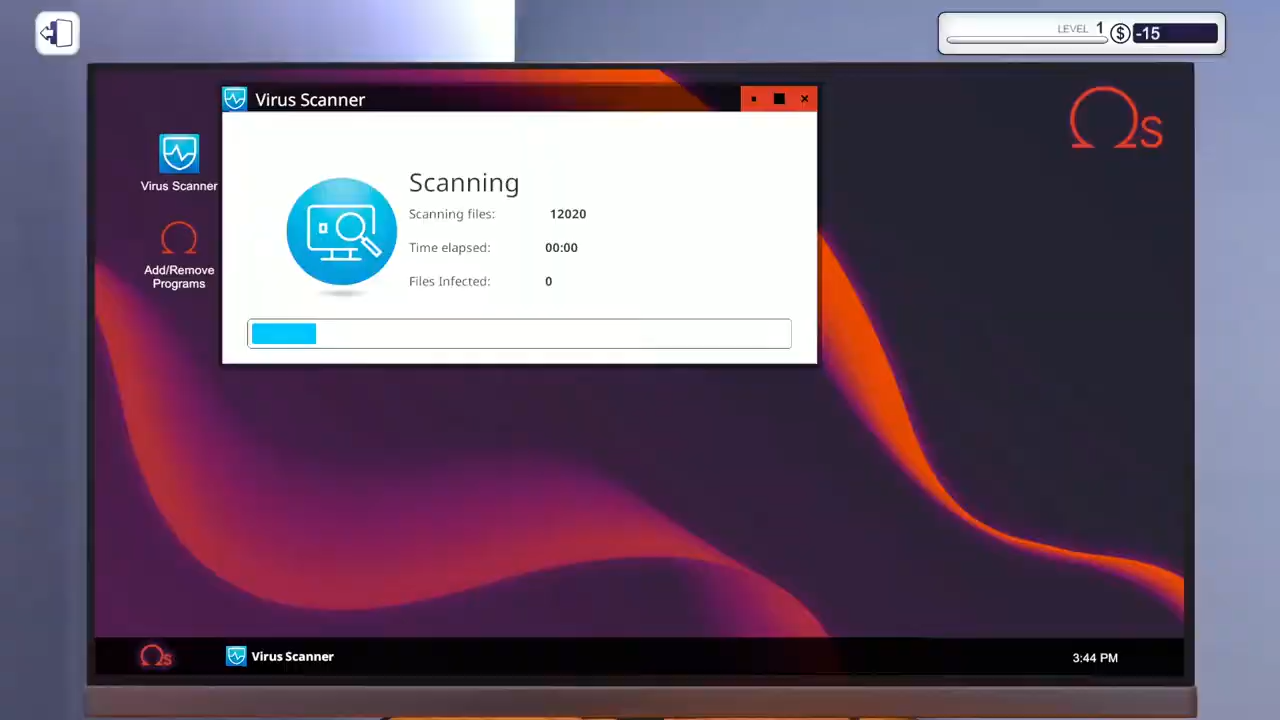 LEVEL 1 $ -15
Virus Scanner
Ωs
Virus Scanner
Scanning
Scanning files: 12020
Time elapsed: 00:00
Files Infected: 0
Add/Remove
Programs
Ωs
Virus Scanner
3:44 PM